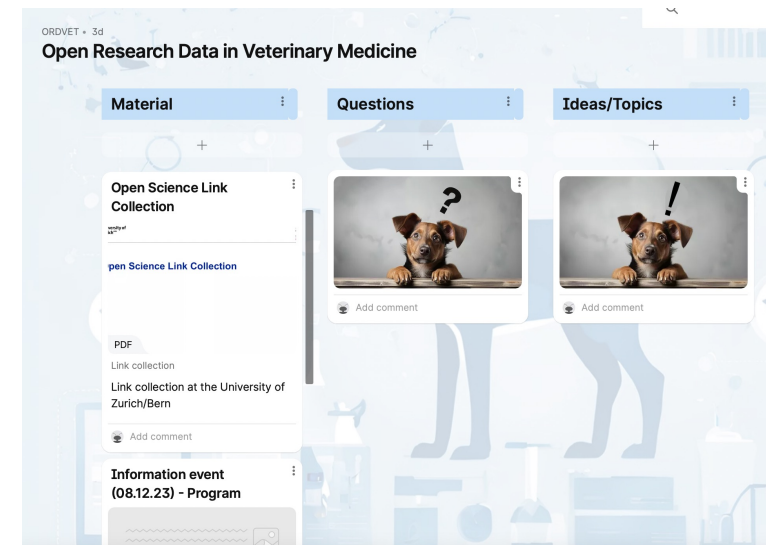 ORDVET • 3d
Open Research Data in Veterinary Medicine
Material
Questions
Ideas/Topics
Open Science Link
Collection
versity of
pen Science Link Collection
PDF
Link collection
Link collection at the University of
Zurich/Bern
Add comment
Information event
(08.12.23) - Program
?
Add comment
!
Add comment